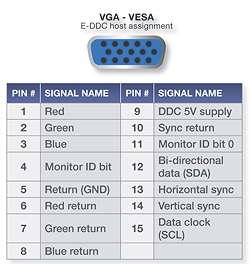 VGA - VESA
E-DDC host assignment
PIN # SIGNAL NAME PIN # SIGNAL NAME
1 Red 9 DDC 5V supply
2 Green 10 Sync return
3 Blue 11 Monitor ID bit 0
4 Monitor ID bit 12 Bi-directional
data (SDA)
5 Return (GND) 13 Horizontal sync
6 Red return 14 Vertical sync
7 Green return 15 Data clock
(SCL)
8 Blue return